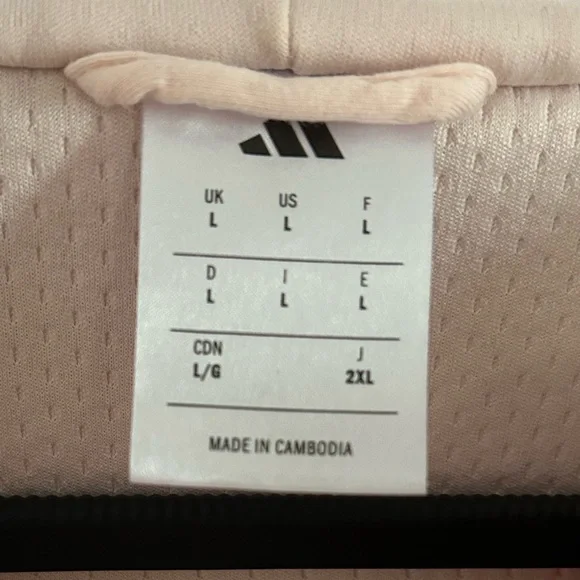 UK US F
L L L
D I E
L L L
CDN J
L/G 2XL
MADE IN CAMBODIA